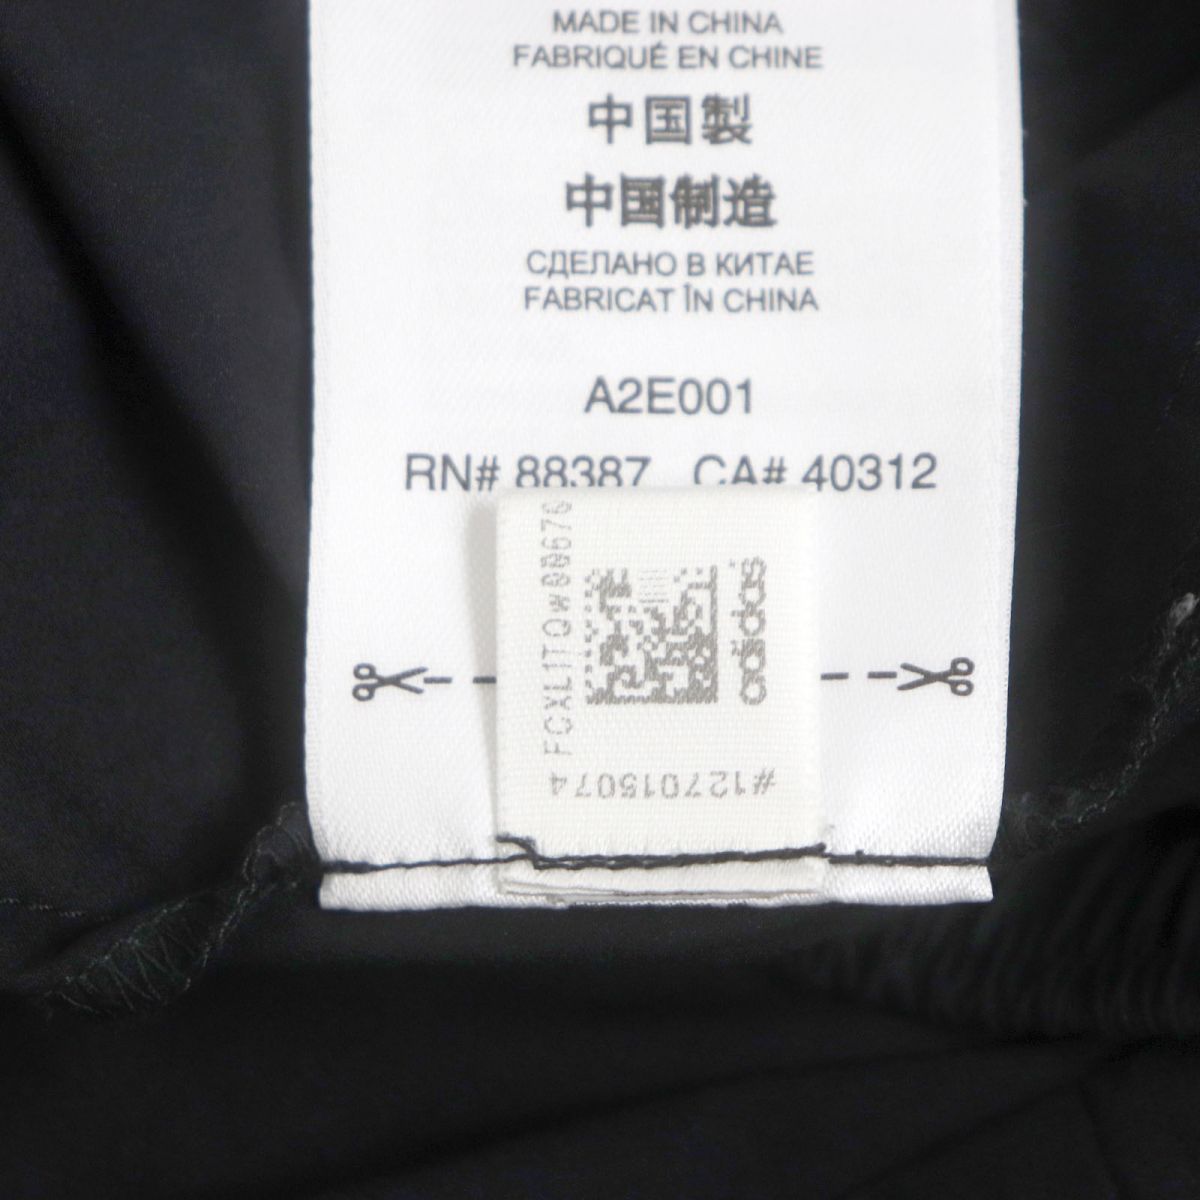 MADE IN CHINA
FABRIQUÉ EN CHINE
中国製
中国制造
СДЕЛАНО В КИТАЕ
FABRICAT ÎN CHINA
A2E001
RN# 88387 CA# 40312
adidas
#127015074